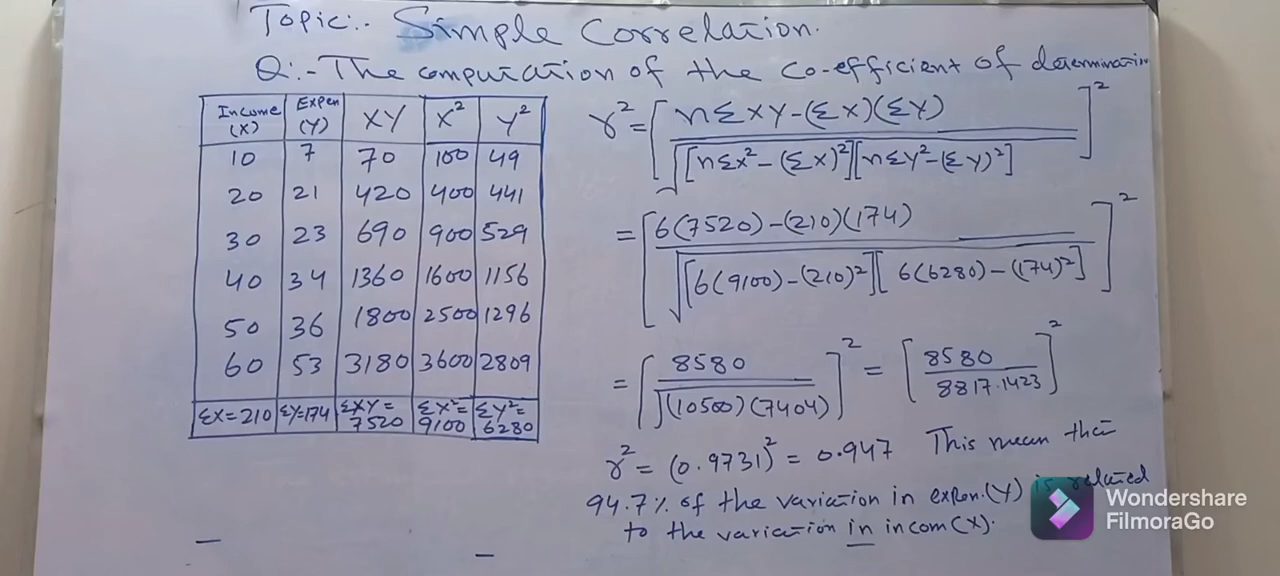 Topic:- Simple Correlation.
Q:- The computation of the Co-efficient of determination
Income (X) Expen (Y) XY X² Y²
10 7 70 100 49
20 21 420 400 441
30 23 690 900 529
40 34 1360 1600 1156
50 36 1800 2500 1296
60 53 3180 3600 2809
ΣX=210 ΣY=174 ΣXY=7520 ΣX²=9100 ΣY²=6280
r² = [nΣXY-(ΣX)(ΣY) / √[nΣx²-(Σx)²][nΣy²-(Σy)²]]²
= [6(7520)-(210)(174) / √[6(9100)-(210)²][6(6280)-(174)²]]²
= [8580 / √(10500)(7404)]² = [8580 / 8817.1423]²
r² = (0.9731)² = 0.947 This mean that
94.7% of the variation in expen.(Y) is related
to the variation in incom(X).
Wondershare
FilmoraGo